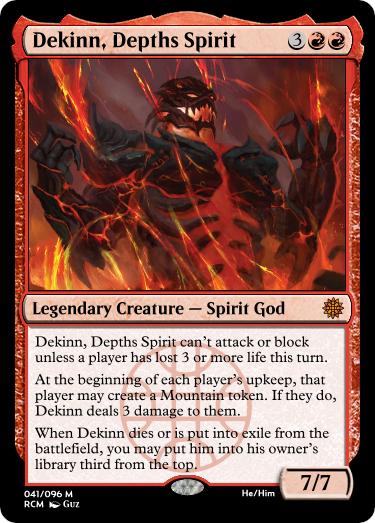 Dekinn, Depths Spirit 3
Legendary Creature — Spirit God
Dekinn, Depths Spirit can't attack or block
unless a player has lost 3 or more life this turn.
At the beginning of each player's upkeep, that
player may create a Mountain token. If they do,
Dekinn deals 3 damage to them.
When Dekinn dies or is put into exile from the
battlefield, you may put him into his owner's
library third from the top.
7/7
041/096 M
He/Him
RCM Guz